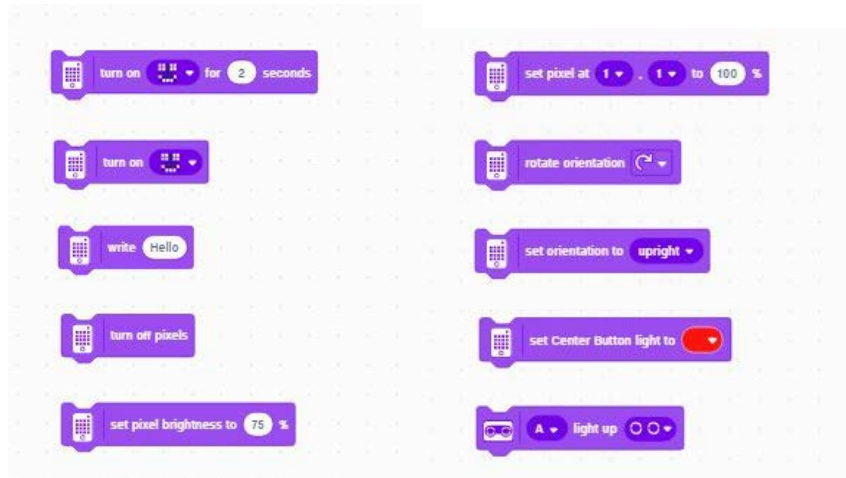 turn on for 2 seconds
turn on
write Hello
turn off pixels
set pixel brightness to 75 %
set pixel at 1 . 1 to 100 %
rotate orientation
set orientation to upright
set Center Button light to
A light up